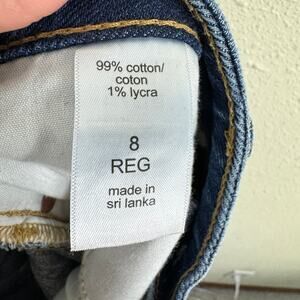 99% cotton/
coton
1% lycra
8
REG
made in
sri lanka